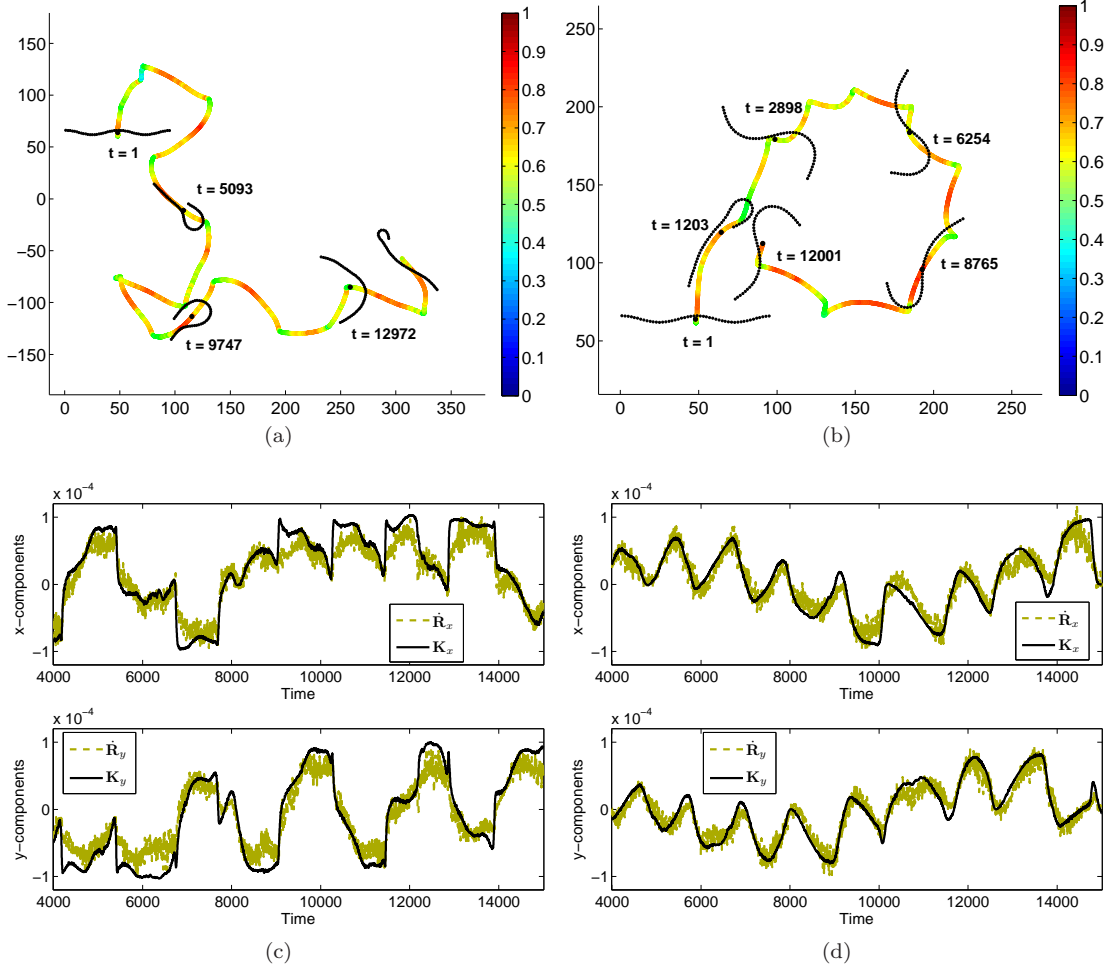 150
100
50
0
−50
−100
−150
0 50 100 150 200 250 300 350
t = 1
t = 5093
t = 9747
t = 12972
1
0.9
0.8
0.7
0.6
0.5
0.4
0.3
0.2
0.1
0
(a)
250
200
150
100
50
0 50 100 150 200 250
t = 2898
t = 6254
t = 1203
t = 12001
t = 8765
t = 1
1
0.9
0.8
0.7
0.6
0.5
0.4
0.3
0.2
0.1
0
(b)
x 10⁻⁴
1
0
−1
x−components
Ṙₓ
Kₓ
4000 6000 8000 10000 12000 14000
Time
x 10⁻⁴
1
0
−1
y−components
Ṙ_y
K_y
4000 6000 8000 10000 12000 14000
Time
(c)
x 10⁻⁴
1
0
−1
x−components
Ṙₓ
Kₓ
4000 6000 8000 10000 12000 14000
Time
x 10⁻⁴
1
0
−1
y−components
Ṙ_y
K_y
4000 6000 8000 10000 12000 14000
Time
(d)